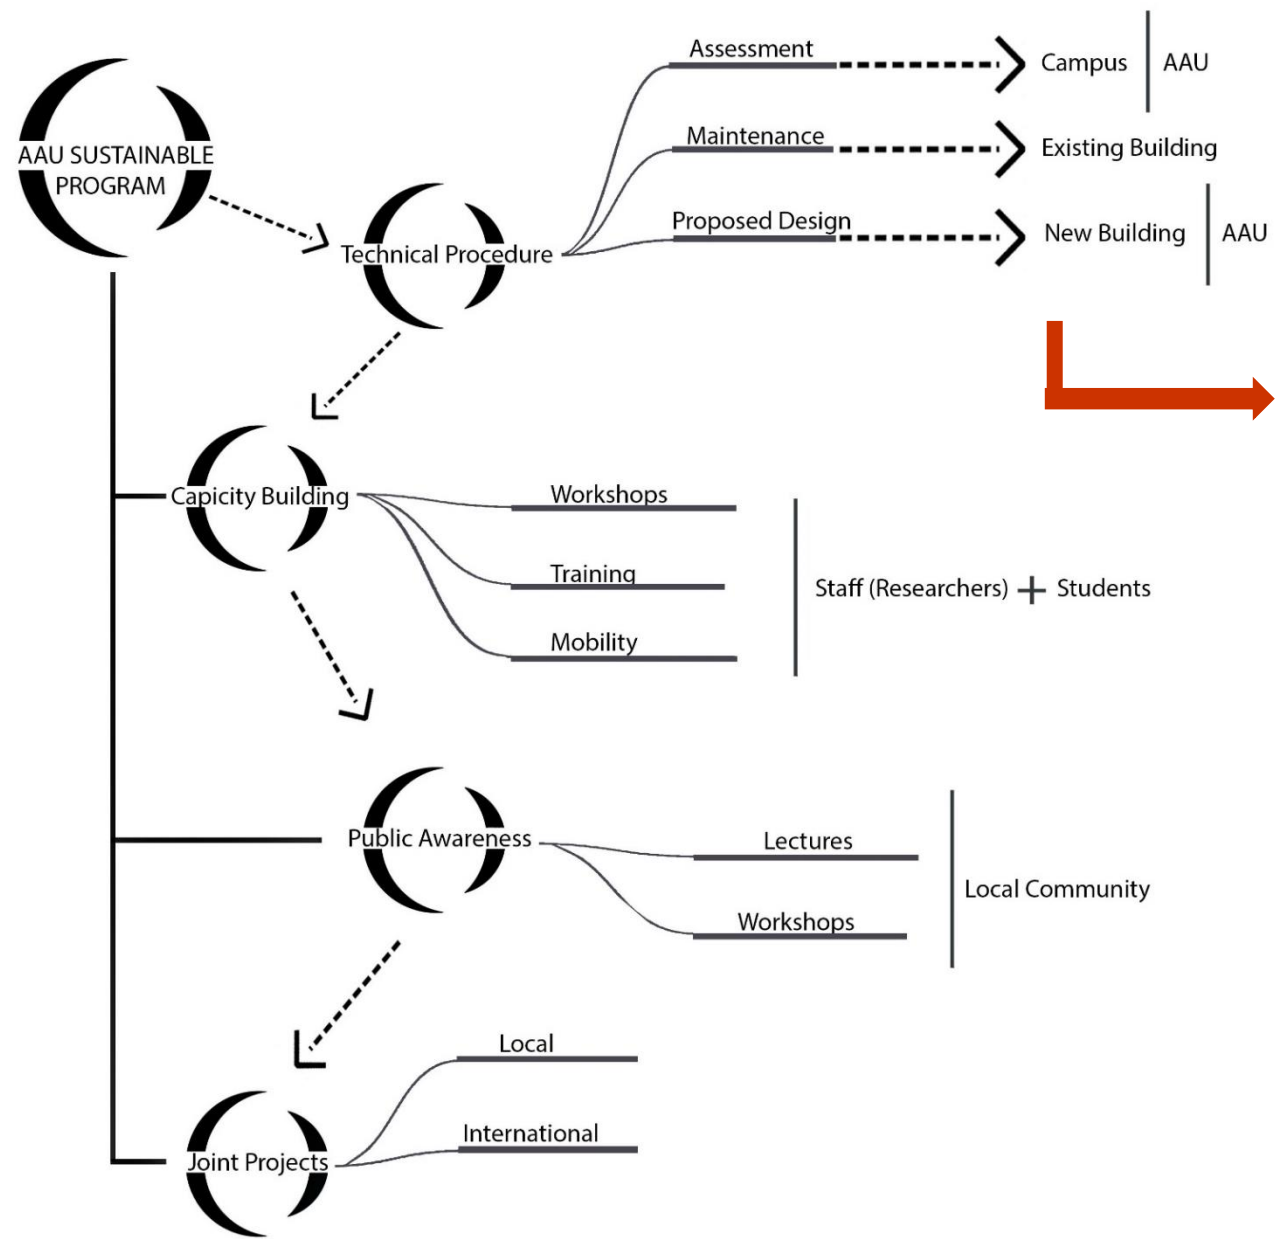 AAU SUSTAINABLE
PROGRAM
Technical Procedure
Assessment
Campus
AAU
Maintenance
Existing Building
Proposed Design
New Building
AAU
Capicity Building
Workshops
Training
Mobility
Staff (Researchers) + Students
Public Awareness
Lectures
Workshops
Local Community
Joint Projects
Local
International